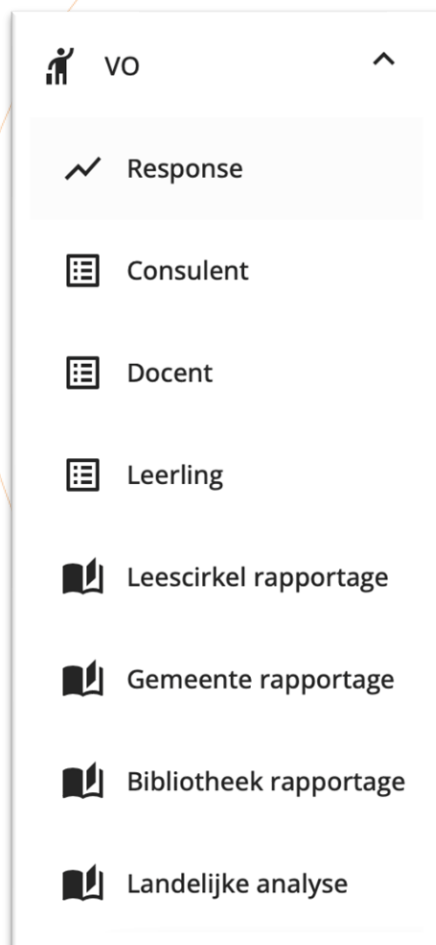 VO
Response
Consulent
Docent
Leerling
Leescirkel rapportage
Gemeente rapportage
Bibliotheek rapportage
Landelijke analyse